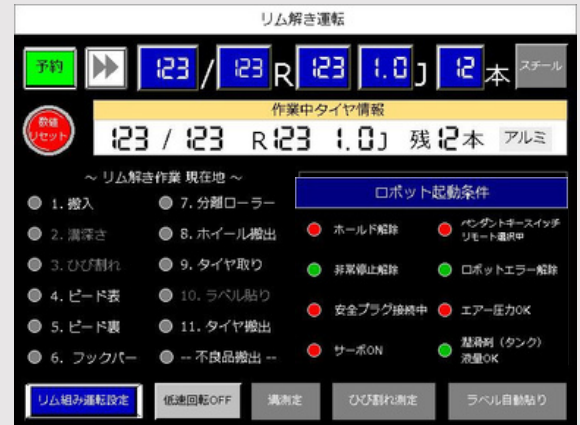 リム解き運転
予約 123 / 123 R 123 1.0 J 12 本 スチール
数値
リセット
作業中タイヤ情報
123 / 123 R123 1.0J 残12本 アルミ
~ リム解き作業 現在地 ~
1. 搬入
2. 溝深さ
3. ひび割れ
4. ビード表
5. ビード裏
6. フックバー
7. 分離ローラー
8. ホイール搬出
9. タイヤ取り
10. ラベル貼り
11. タイヤ搬出
-- 不良品搬出 --
ロボット起動条件
ホールド解除
非常停止解除
安全プラグ接続中
サーボON
ペンダントキースイッチ
リモート選択中
ロボットエラー解除
エアー圧力OK
潤滑剤（タンク）
液量OK
リム組み運転設定 低速回転OFF 溝測定 ひび割れ測定 ラベル自動貼り